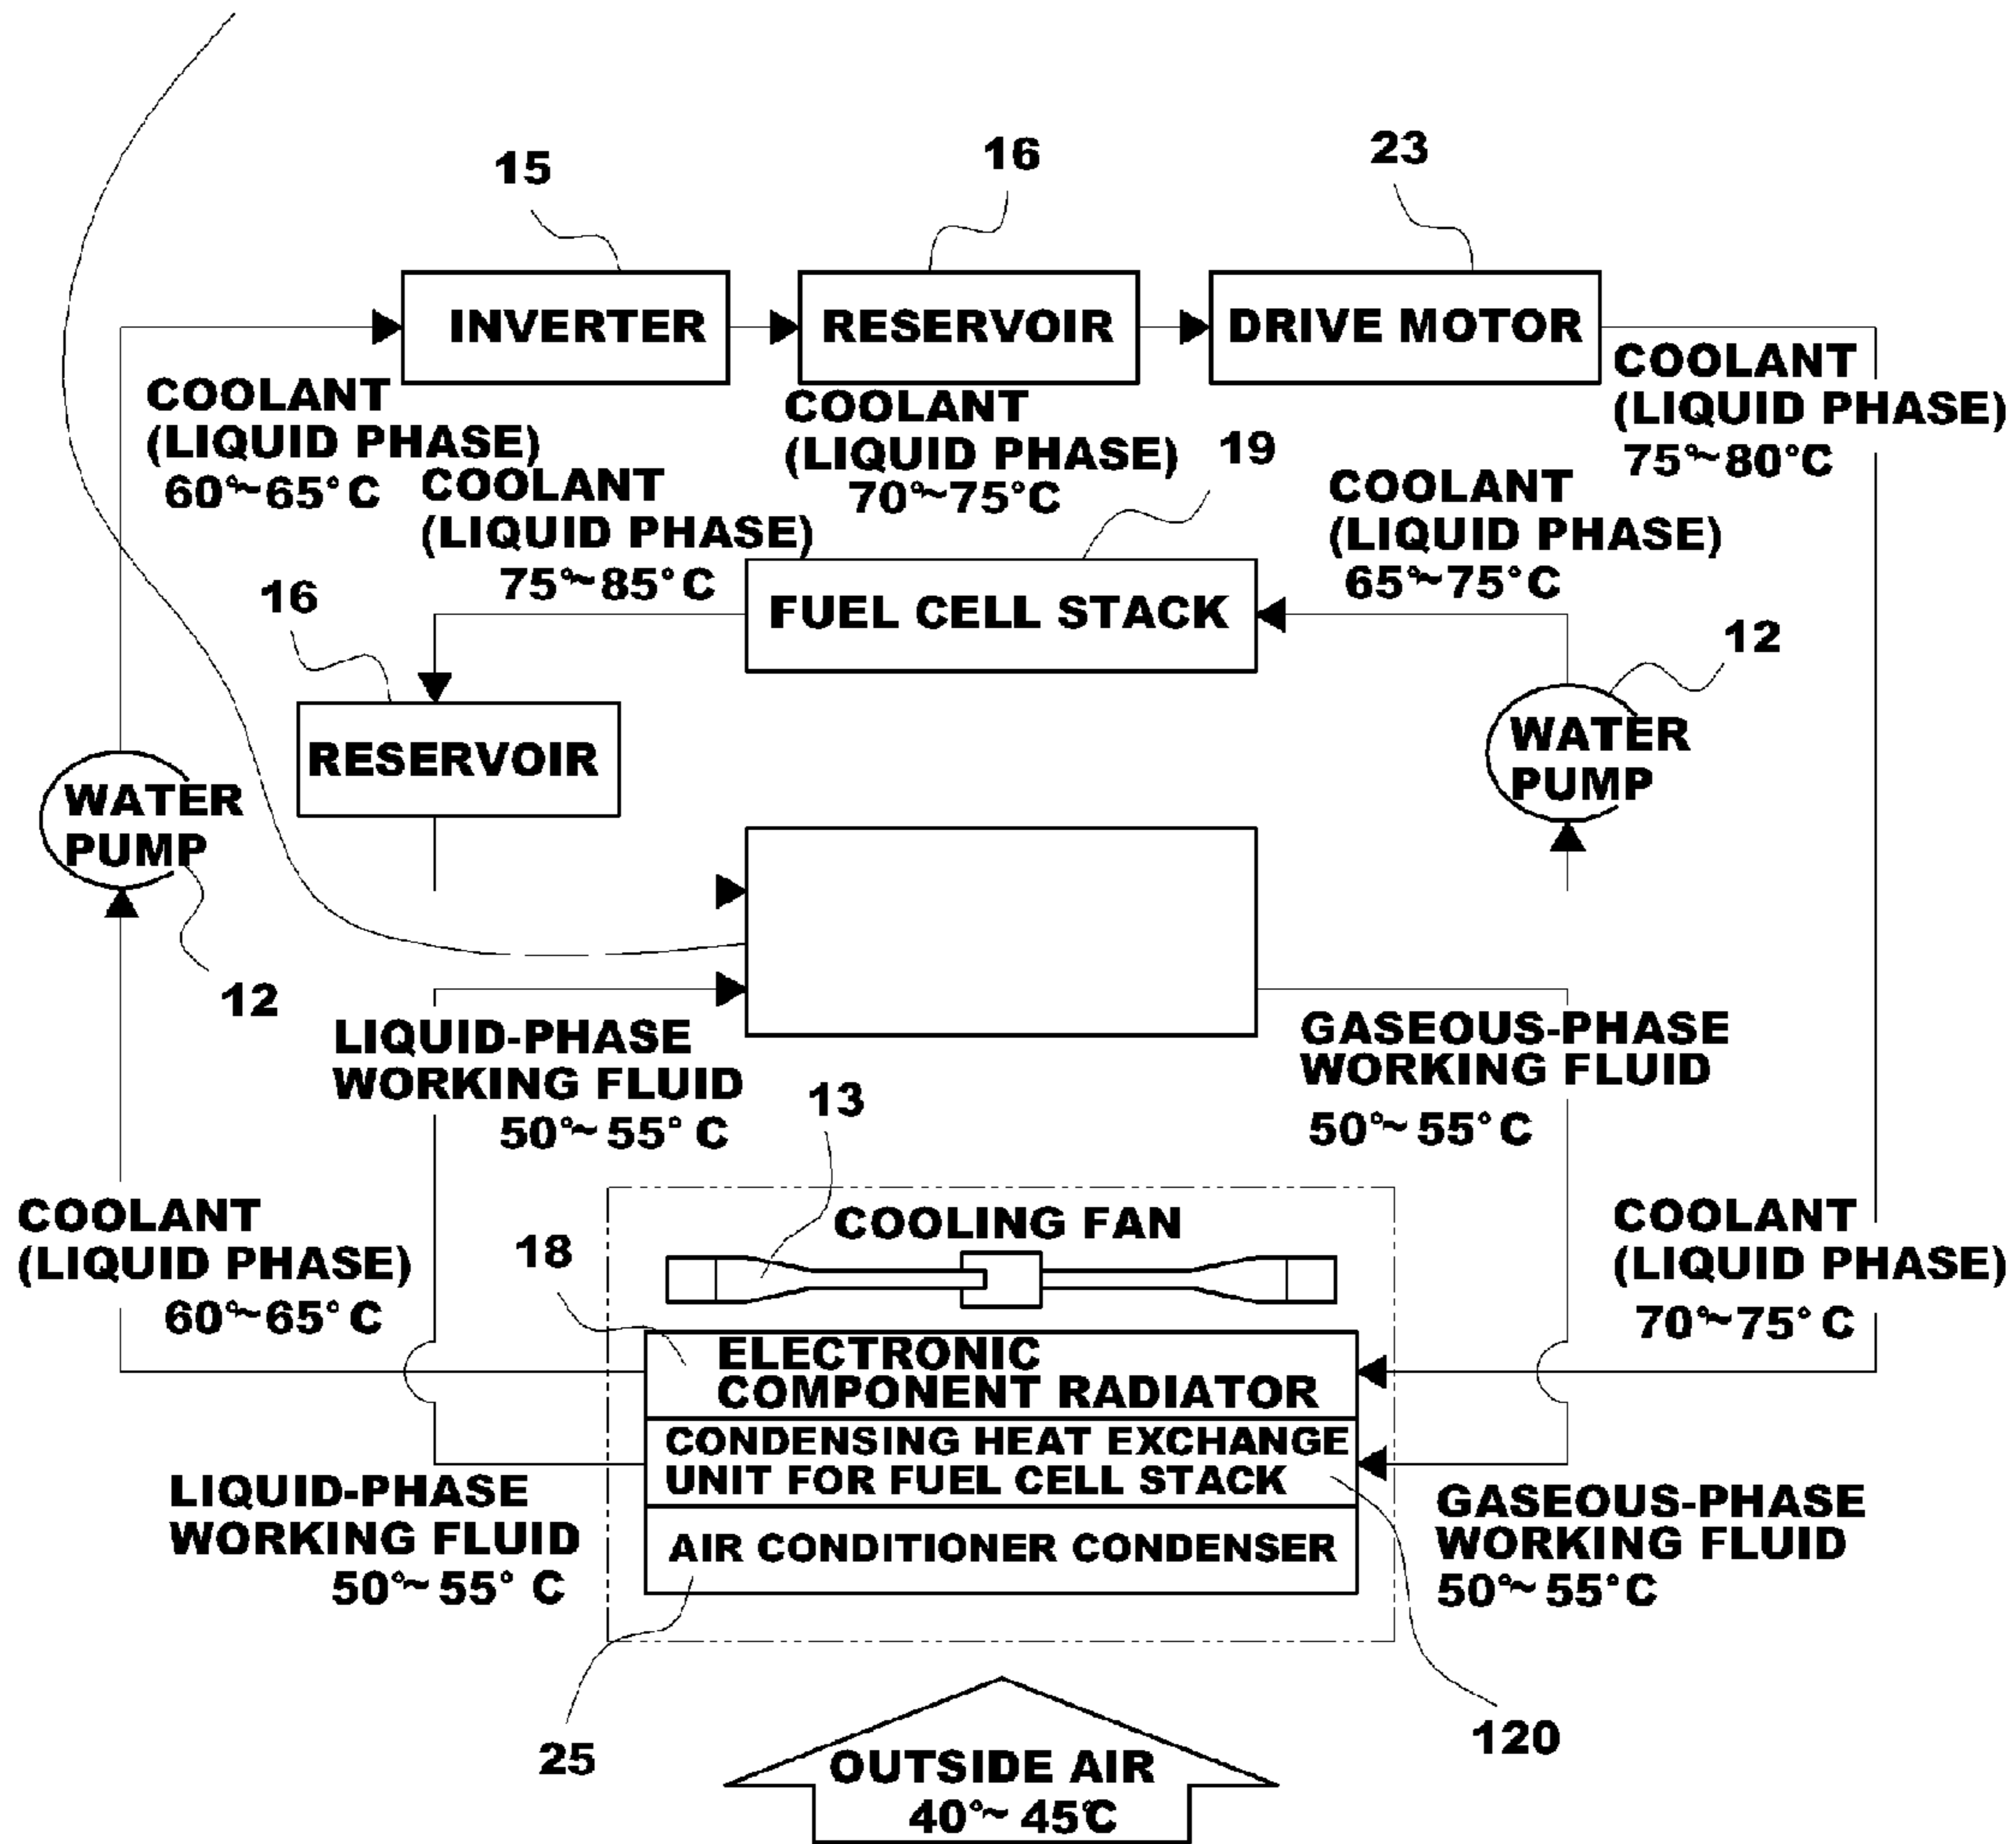 15
16
23
INVERTER
RESERVOIR
DRIVE MOTOR
COOLANT
(LIQUID PHASE)
60°~65°C
COOLANT
(LIQUID PHASE)
70°~75°C
COOLANT
(LIQUID PHASE)
75°~80°C
19
COOLANT
(LIQUID PHASE)
75°~85°C
COOLANT
(LIQUID PHASE)
65°~75°C
16
FUEL CELL STACK
12
RESERVOIR
WATER
PUMP
WATER
PUMP
12
LIQUID-PHASE
WORKING FLUID
50°~55°C
GASEOUS-PHASE
WORKING FLUID
50°~55°C
13
COOLANT
(LIQUID PHASE)
60°~65°C
18
COOLING FAN
COOLANT
(LIQUID PHASE)
70°~75°C
ELECTRONIC
COMPONENT RADIATOR
CONDENSING HEAT EXCHANGE
UNIT FOR FUEL CELL STACK
AIR CONDITIONER CONDENSER
LIQUID-PHASE
WORKING FLUID
50°~55°C
GASEOUS-PHASE
WORKING FLUID
50°~55°C
25
120
OUTSIDE AIR
40°~45°C